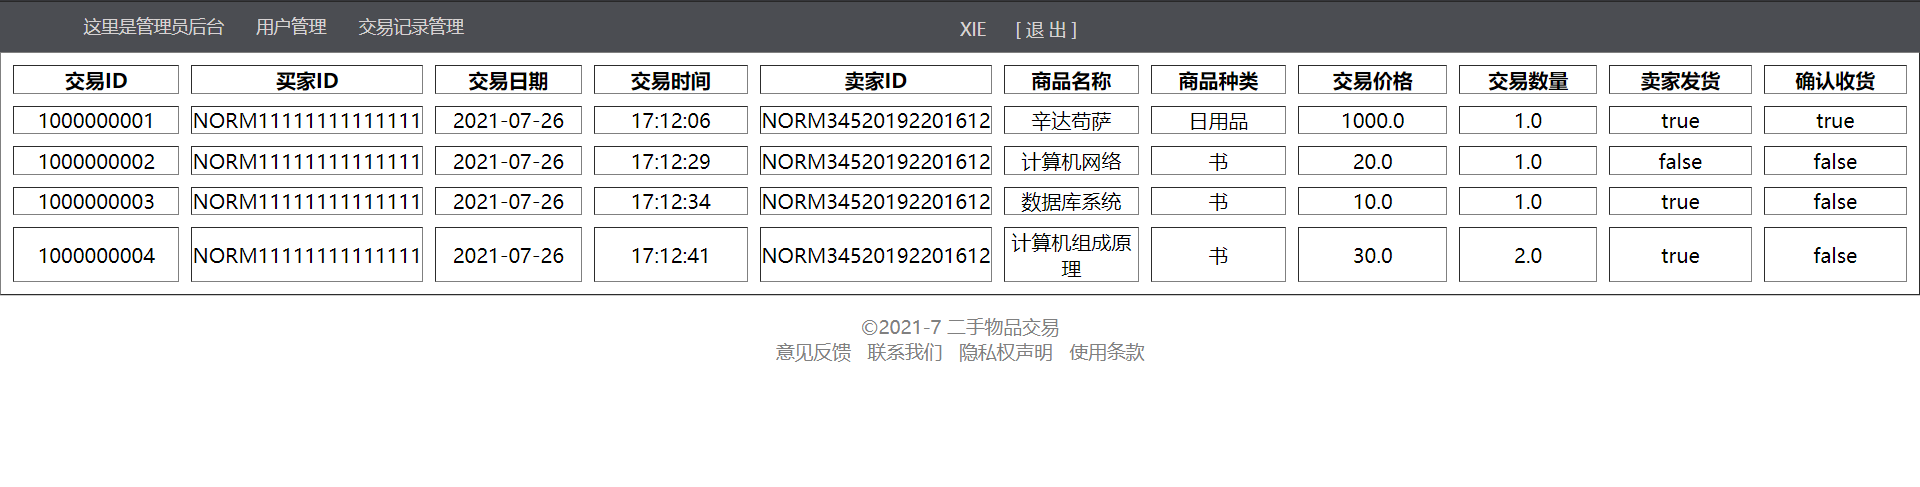 这里是管理员后台 用户管理 交易记录管理 XIE [ 退 出 ]
交易ID 买家ID 交易日期 交易时间 卖家ID 商品名称 商品种类 交易价格 交易数量 卖家发货 确认收货
1000000001 NORM11111111111111 2021-07-26 17:12:06 NORM34520192201612 辛达苟萨 日用品 1000.0 1.0 true true
1000000002 NORM11111111111111 2021-07-26 17:12:29 NORM34520192201612 计算机网络 书 20.0 1.0 false false
1000000003 NORM11111111111111 2021-07-26 17:12:34 NORM34520192201612 数据库系统 书 10.0 1.0 true false
1000000004 NORM11111111111111 2021-07-26 17:12:41 NORM34520192201612 计算机组成原
理 书 30.0 2.0 true false
©2021-7 二手物品交易
意见反馈 联系我们 隐私权声明 使用条款